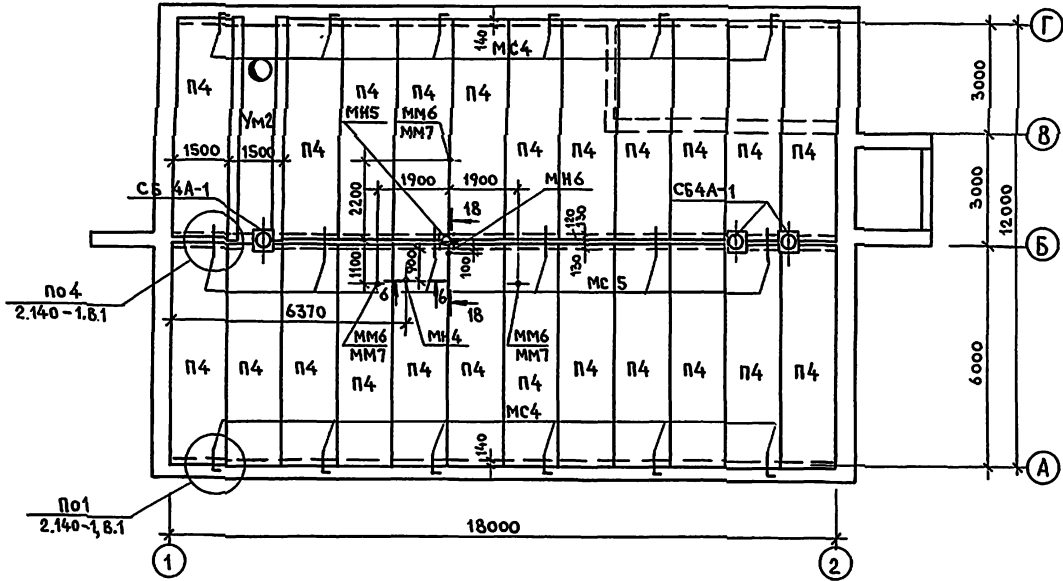 Г
140
МС4
П4
П4
П4
П4
МН5
ММ6
ММ7
Ум2
3000
В
1500
1500
П4
П4
П4
П4
П4
П4
1900
1900
МН6
СБ 4А-1
СБ4А-1
2200
18
120
130
3000
12000
Б
1100
900
100
130
МС5
6
6
18
ПО4
2.140-1.В.1
6370
ММ6
ММ7
МН4
ММ6
ММ7
П4
П4
П4
П4
П4
П4
П4
П4
П4
П4
П4
П4
6000
МС4
140
А
ПО1
2.140-1,В.1
18000
1
2